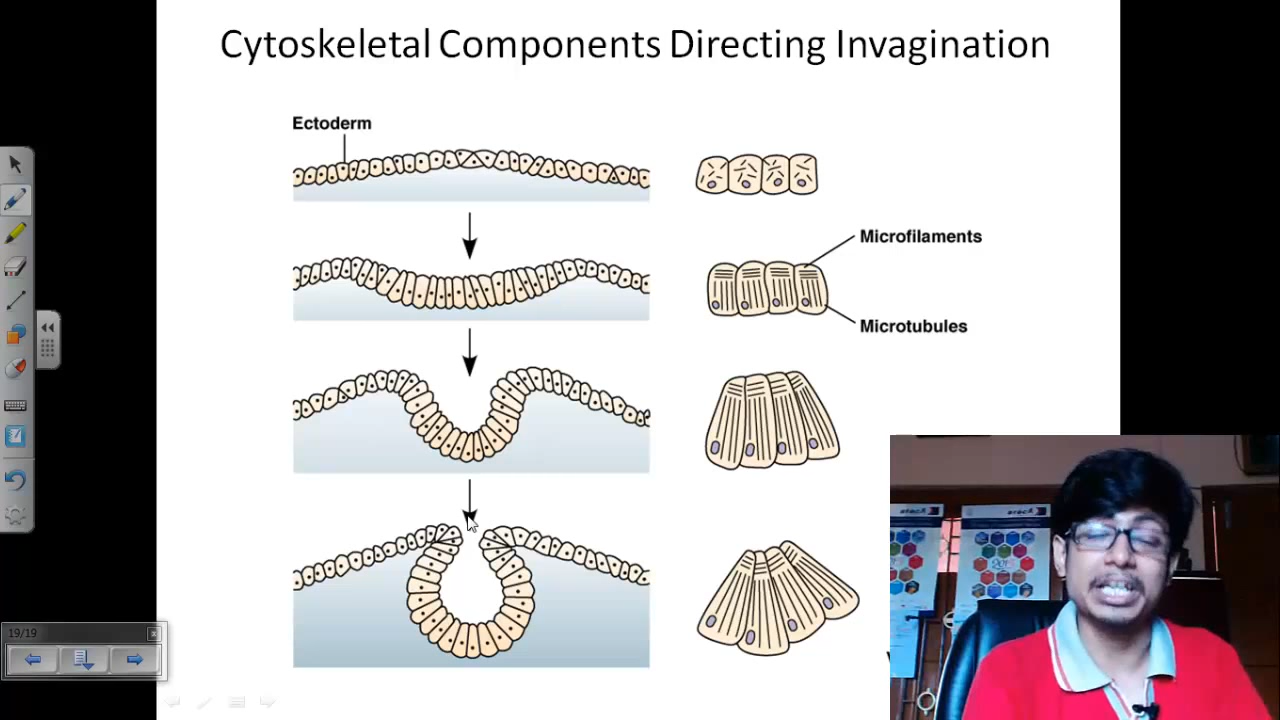 Cytoskeletal Components Directing Invagination
Ectoderm
Microfilaments
Microtubules
19/19